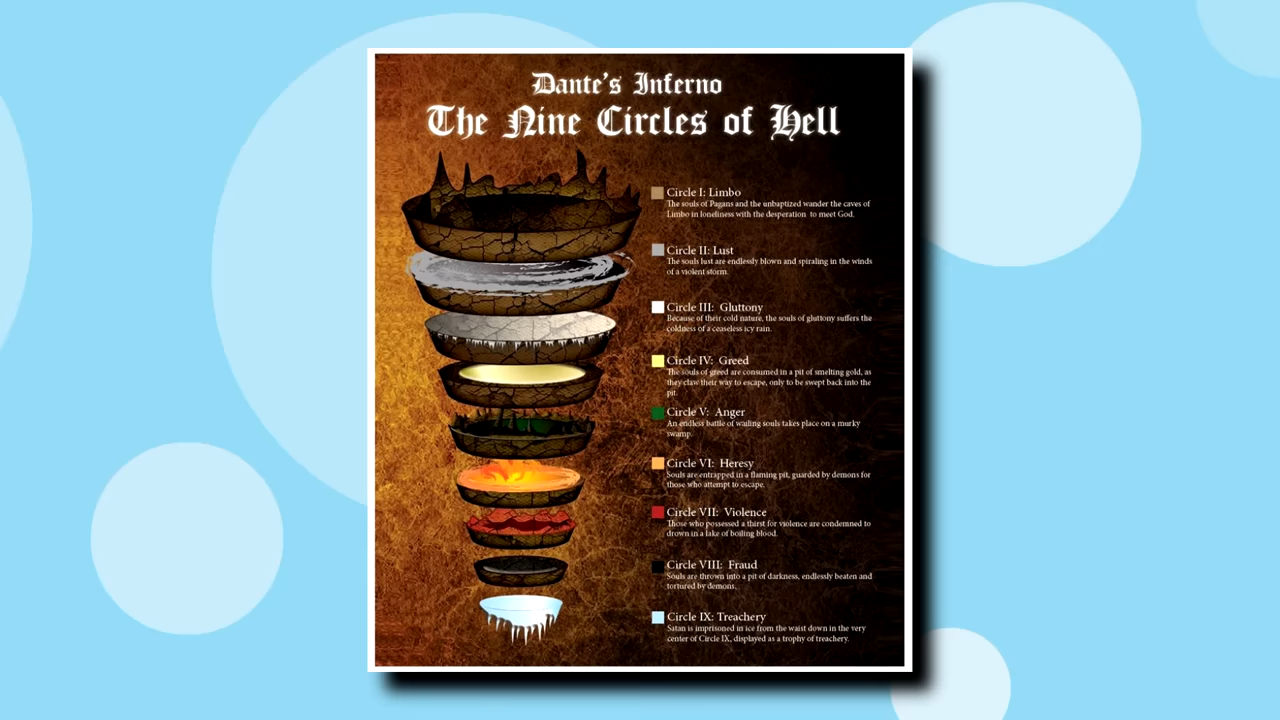 Dante's Inferno
The Nine Circles of Hell
Circle I: Limbo
The souls of Pagans and the unbaptized wander the caves of
Limbo in loneliness with the desperation to meet God.
Circle II: Lust
The souls lust are endlessly blown and spiraling in the winds
of a violent storm.
Circle III: Gluttony
Because of their cold nature, the souls of gluttony suffers the
coldness of a ceaseless icy rain.
Circle IV: Greed
The souls of greed are consumed in a pit of smelting gold, as
they claw their way to escape, only to be swept back into the
pit.
Circle V: Anger
An endless battle of wailing souls takes place on a murky
swamp.
Circle VI: Heresy
Souls are entrapped in a flaming pit, guarded by demons for
those who attempt to escape.
Circle VII: Violence
Those who possessed a thirst for violence are condemned to
drown in a lake of boiling blood.
Circle VIII: Fraud
Souls are thrown into a pit of darkness, endlessly beaten and
tortured by demons.
Circle IX: Treachery
Satan is imprisoned in ice from the waist down in the very
center of Circle IX, displayed as a trophy of treachery.